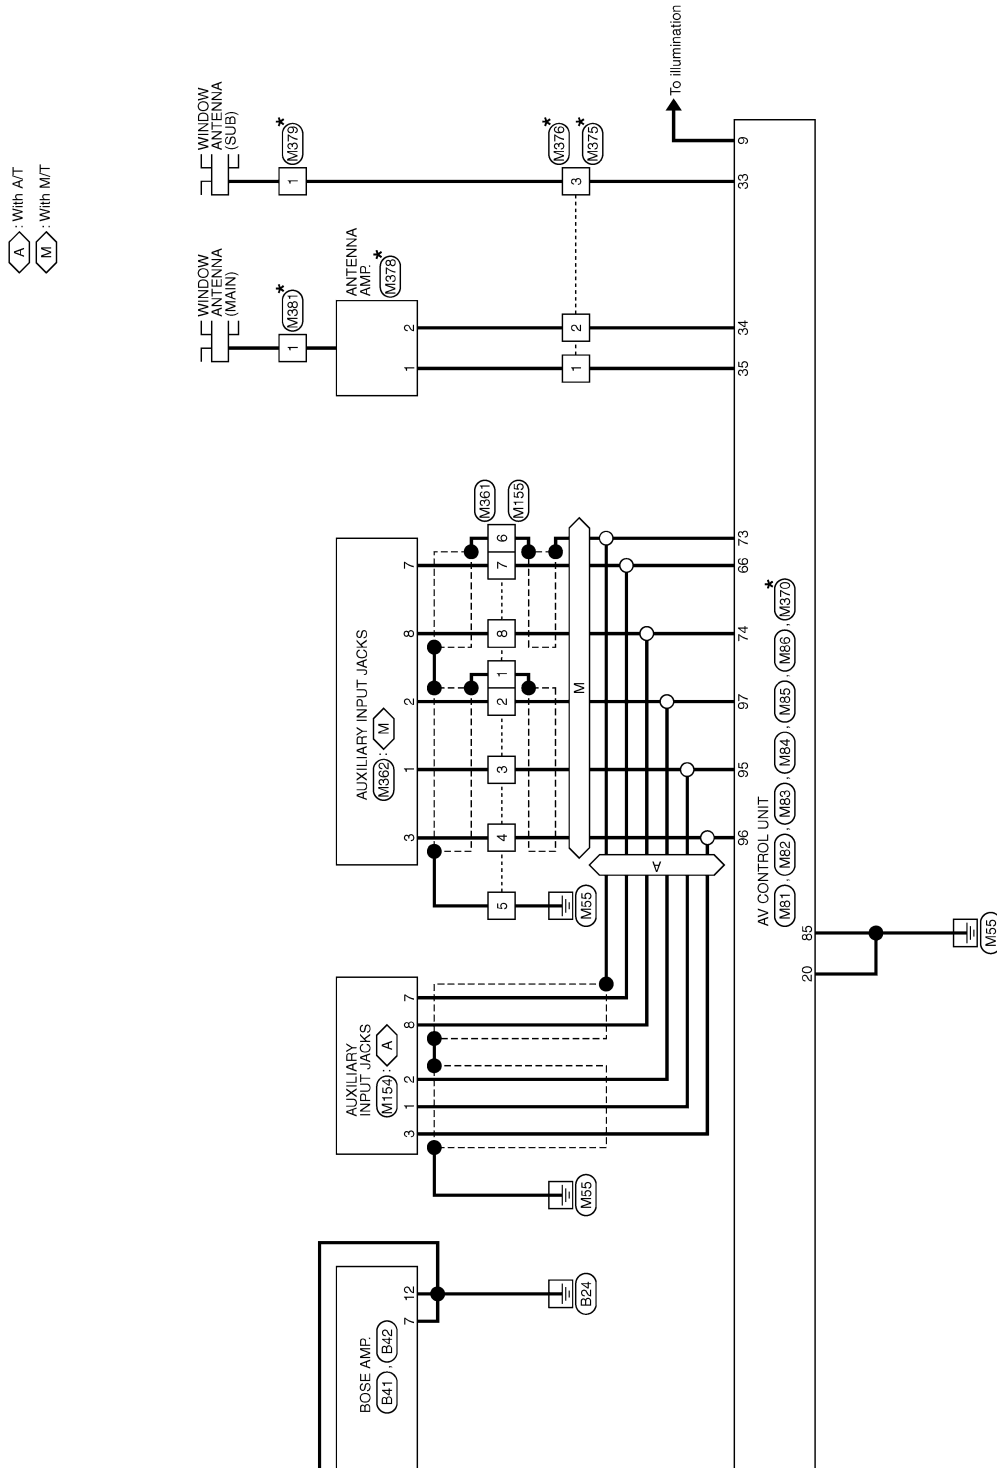 A : With A/T
M : With M/T
BOSE AMP.
B41 , B42
7
12
B24
AUXILIARY
INPUT JACKS
M154 : A
3
1
2
8
7
M55
AUXILIARY INPUT JACKS
M362 : M
3
1
2
8
7
5
4
3
2
1
8
7
6
M361
M155
M55
M
A
WINDOW
ANTENNA
(MAIN)
1
M381 *
ANTENNA
AMP.
M378 *
1
2
1
2
3
M376 *
M375 *
WINDOW
ANTENNA
(SUB)
1
M379 *
To illumination
96
95
97
74
66
73
35
34
33
9
AV CONTROL UNIT
M81 , M82 , M83 , M84 , M85 , M86 , M370 *
20
85
M55